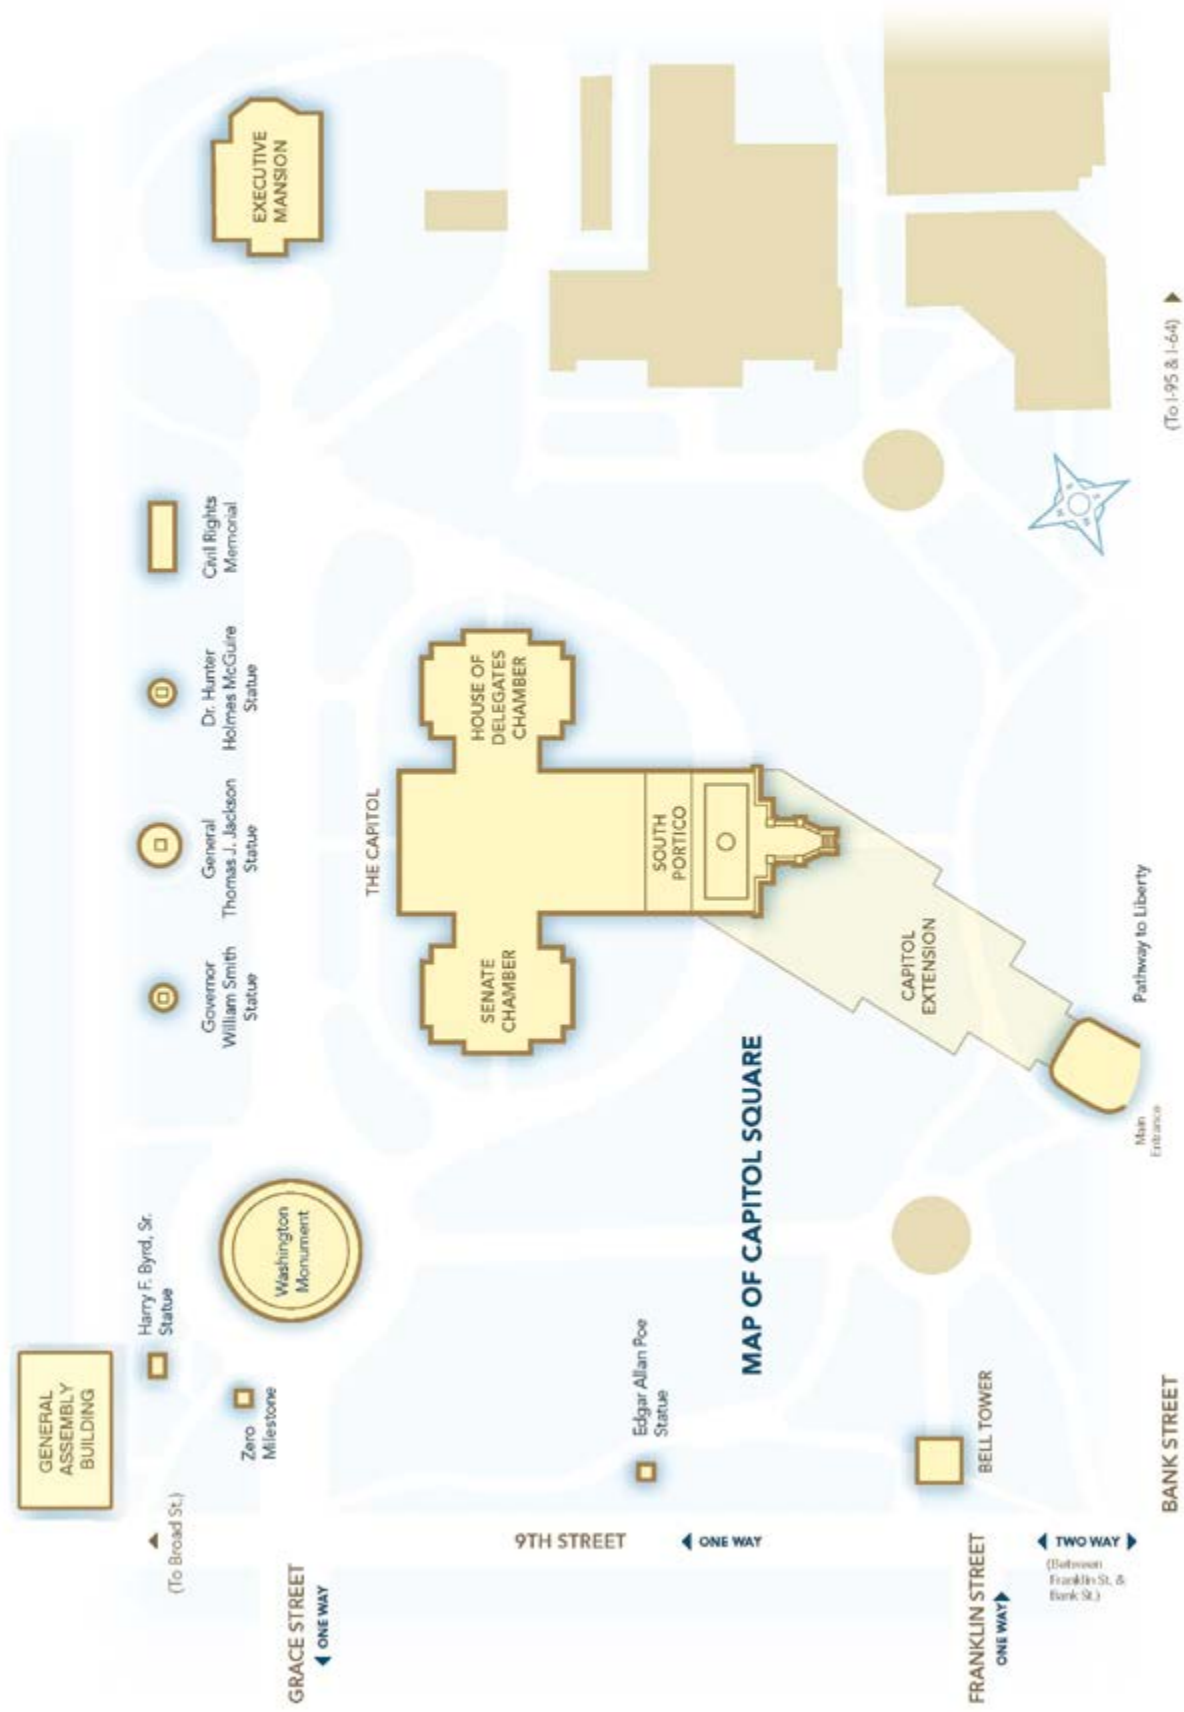 GENERAL
ASSEMBLY
BUILDING
(To Broad St.)
Harry F. Byrd, Sr.
Statue
Zero
Milestone
Washington
Monument
Governor
William Smith
Statue
General
Thomas J. Jackson
Statue
Dr. Hunter
Holmes McGuire
Statue
Civil Rights
Memorial
EXECUTIVE
MANSION
GRACE STREET
ONE WAY
THE CAPITOL
SENATE
CHAMBER
HOUSE OF
DELEGATES
CHAMBER
9TH STREET
ONE WAY
Edgar Allan Poe
Statue
SOUTH
PORTICO
MAP OF CAPITOL SQUARE
CAPITOL
EXTENSION
FRANKLIN STREET
ONE WAY
BELL TOWER
TWO WAY
(Between
Franklin St. &
Bank St.)
Main
Entrance
Pathway to Liberty
BANK STREET
(To I-95 & I-64)